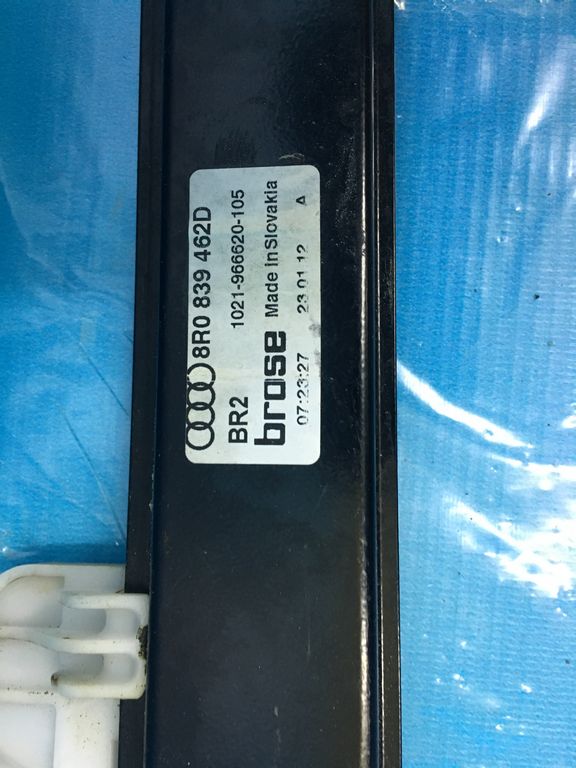 8R0 839 462D
BR2 1021-966620-105
brose Made in Slovakia
07:23:27 23 01 12 A